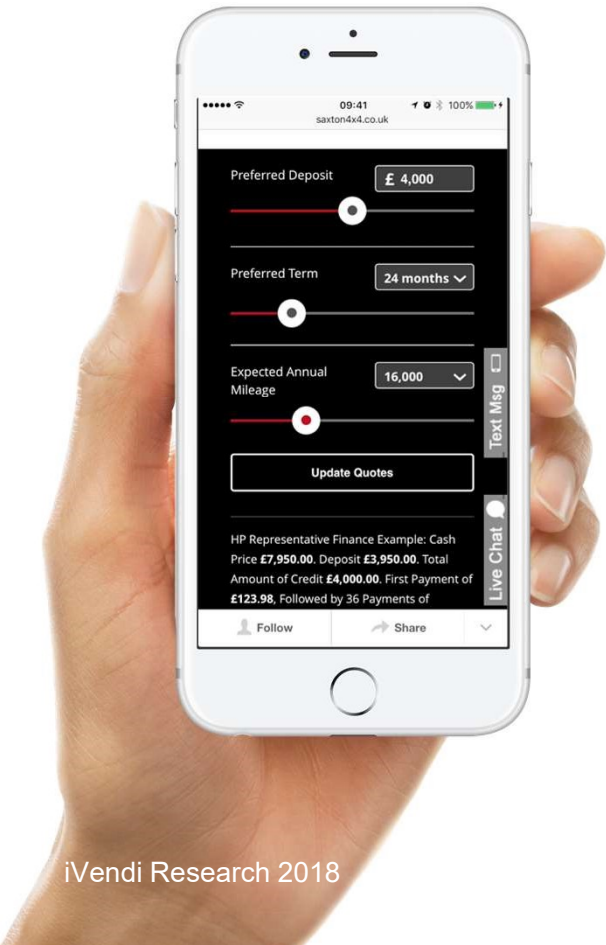 09:41
100%
saxton4x4.co.uk
Preferred Deposit
£ 4,000
Preferred Term
24 months
Expected Annual
Mileage
16,000
Text Msg
Update Quotes
Live Chat
HP Representative Finance Example: Cash
Price £7,950.00. Deposit £3,950.00. Total
Amount of Credit £4,000.00. First Payment of
£123.98, Followed by 36 Payments of
Follow
Share
iVendi Research 2018